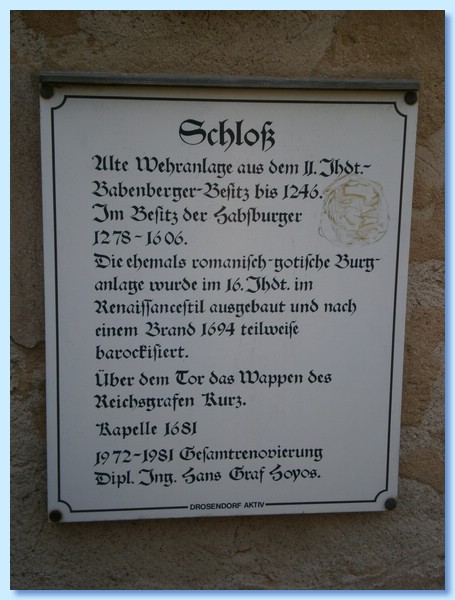 Schloß
Alte Wehranlage aus dem 11. Jhdt.-
Babenberger-Besitz bis 1246.
Im Besitz der Habsburger
1278-1606.
Die ehemals romanisch-gotische Burg-
anlage wurde im 16. Jhdt. im
Renaissancestil ausgebaut und nach
einem Brand 1694 teilweise
barockisiert.
Über dem Tor das Wappen des
Reichsgrafen Kurz.
Kapelle 1681
1972-1981 Gesamtrenovierung
Dipl. Ing. Hans Graf Hoyos.
DROSENDORF AKTIV